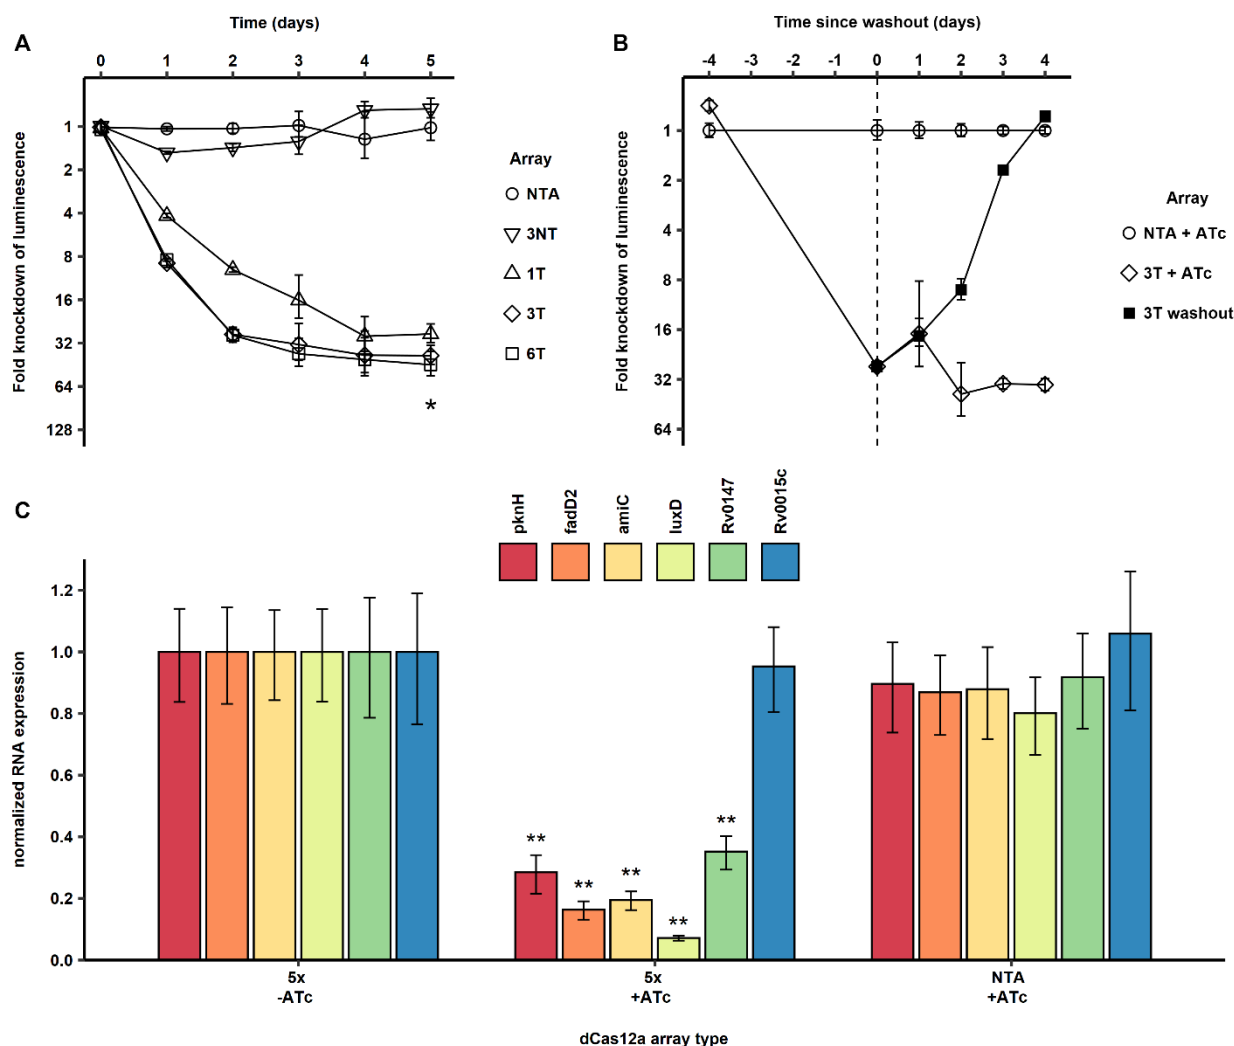 A
Time (days)
0 1 2 3 4 5
Fold knockdown of luminescence
1
2
4
8
16
32
64
128
*
Array
NTA
3NT
1T
3T
6T
B
Time since washout (days)
-4 -3 -2 -1 0 1 2 3 4
Fold knockdown of luminescence
1
2
4
8
16
32
64
Array
NTA + ATc
3T + ATc
3T washout
C
pknH
fadD2
amiC
luxD
Rv0147
Rv0015c
normalized RNA expression
1.2
1.0
0.8
0.6
0.4
0.2
0.0
** ** ** ** **
5x 5x NTA
-ATc +ATc +ATc
dCas12a array type